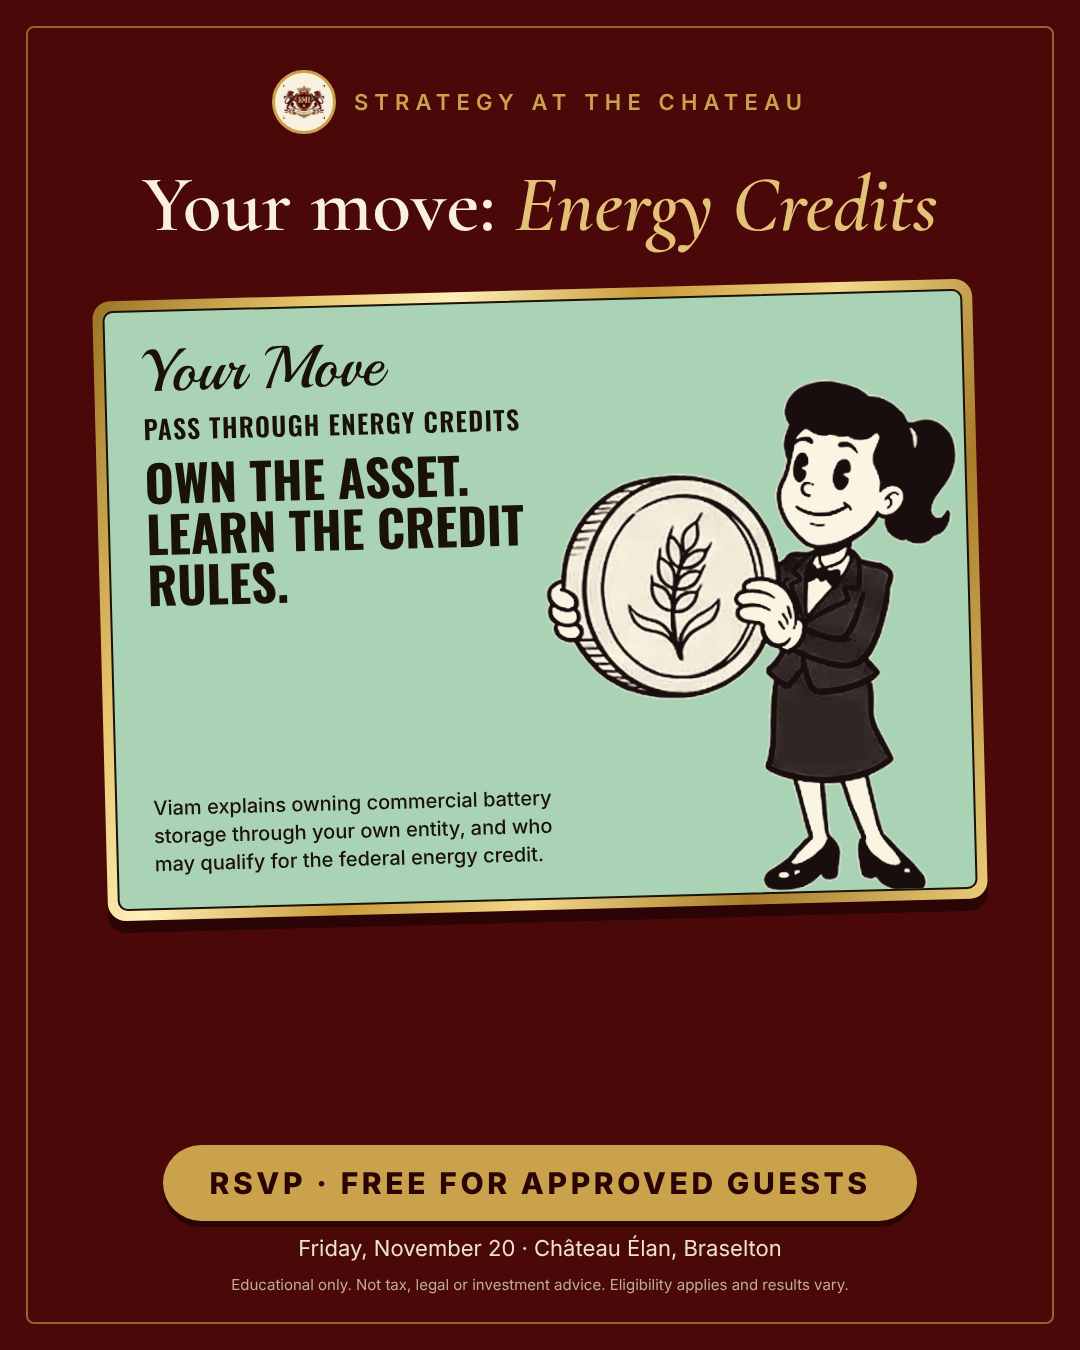 STRATEGY AT THE CHATEAU
Your move: Energy Credits
Your Move
PASS THROUGH ENERGY CREDITS
OWN THE ASSET.
LEARN THE CREDIT
RULES.
Viam explains owning commercial battery
storage through your own entity, and who
may qualify for the federal energy credit.
RSVP · FREE FOR APPROVED GUESTS
Friday, November 20 · Château Élan, Braselton
Educational only. Not tax, legal or investment advice. Eligibility applies and results vary.